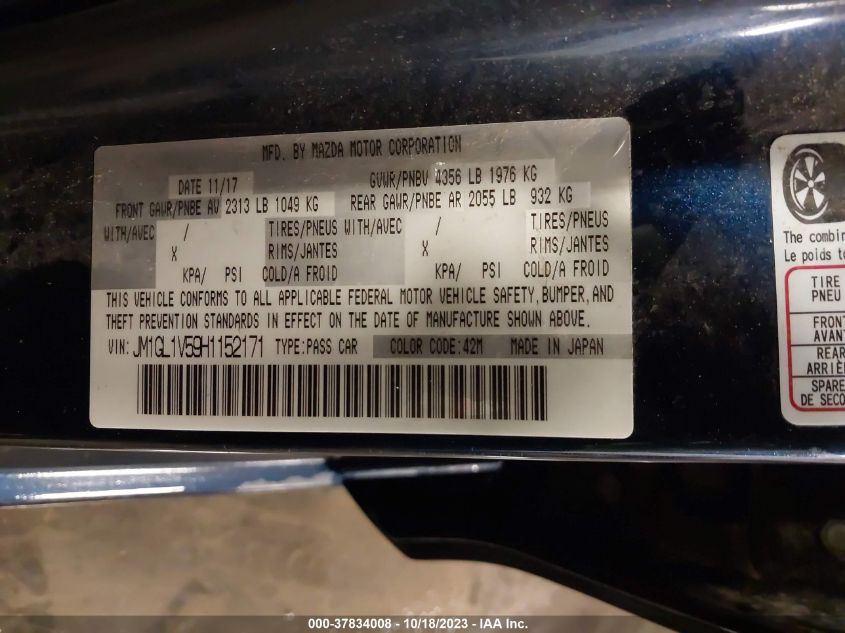 MFD. BY MAZDA MOTOR CORPORATION
DATE 11/17 GVWR/PNBV 4356 LB 1976 KG
FRONT GAWR/PNBE AV 2313 LB 1049 KG REAR GAWR/PNBE AR 2055 LB 932 KG
WITH/AVEC / TIRES/PNEUS WITH/AVEC / TIRES/PNEUS
X RIMS/JANTES X RIMS/JANTES
KPA/ PSI COLD/A FROID KPA/ PSI COLD/A FROID
THIS VEHICLE CONFORMS TO ALL APPLICABLE FEDERAL MOTOR VEHICLE SAFETY, BUMPER, AND
THEFT PREVENTION STANDARDS IN EFFECT ON THE DATE OF MANUFACTURE SHOWN ABOVE.
VIN: JM1GL1V59H1152171 TYPE:PASS CAR COLOR CODE:42M MADE IN JAPAN
The combin
Le poids to
TIRE
PNEU
FRONT
AVANT
REAR
ARRIÈR
SPARE
DE SECO
000-37834008 - 10/18/2023 - IAA Inc.